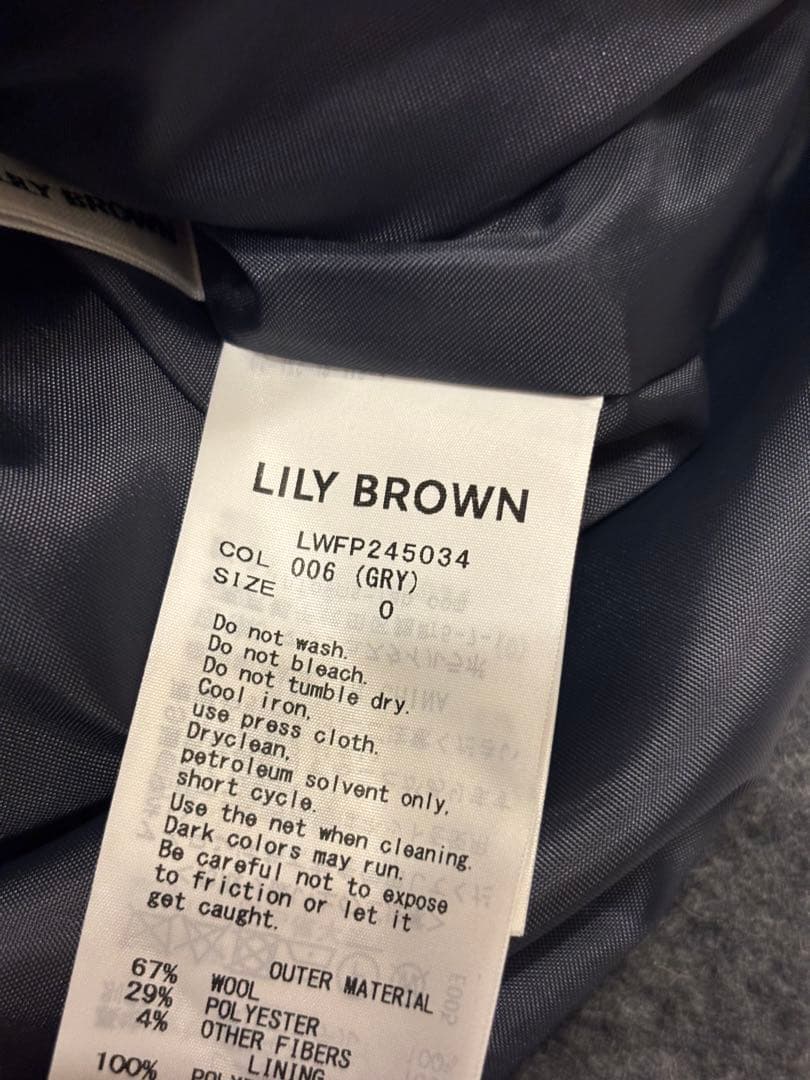 LILY BROWN
LILY BROWN
LWFP245034
COL 006 (GRY)
SIZE 0
Do not wash.
Do not bleach.
Do not tumble dry.
Cool iron,
use press cloth.
Dryclean,
petroleum solvent only,
short cycle.
Use the net when cleaning.
Dark colors may run.
Be careful not to expose
to friction or let it
get caught.
OUTER MATERIAL
67% WOOL
29% POLYESTER
4% OTHER FIBERS
LINING
100%